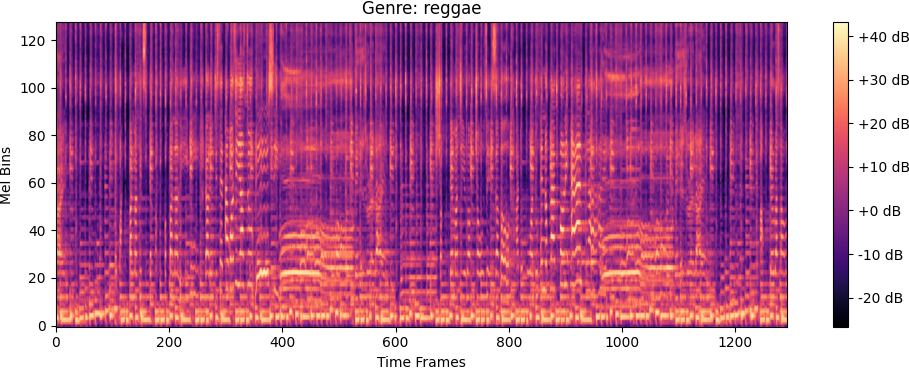 Genre: reggae
Mel Bins
120
100
80
60
40
20
0
0 200 400 600 800 1000 1200
Time Frames
+40 dB
+30 dB
+20 dB
+10 dB
+0 dB
-10 dB
-20 dB